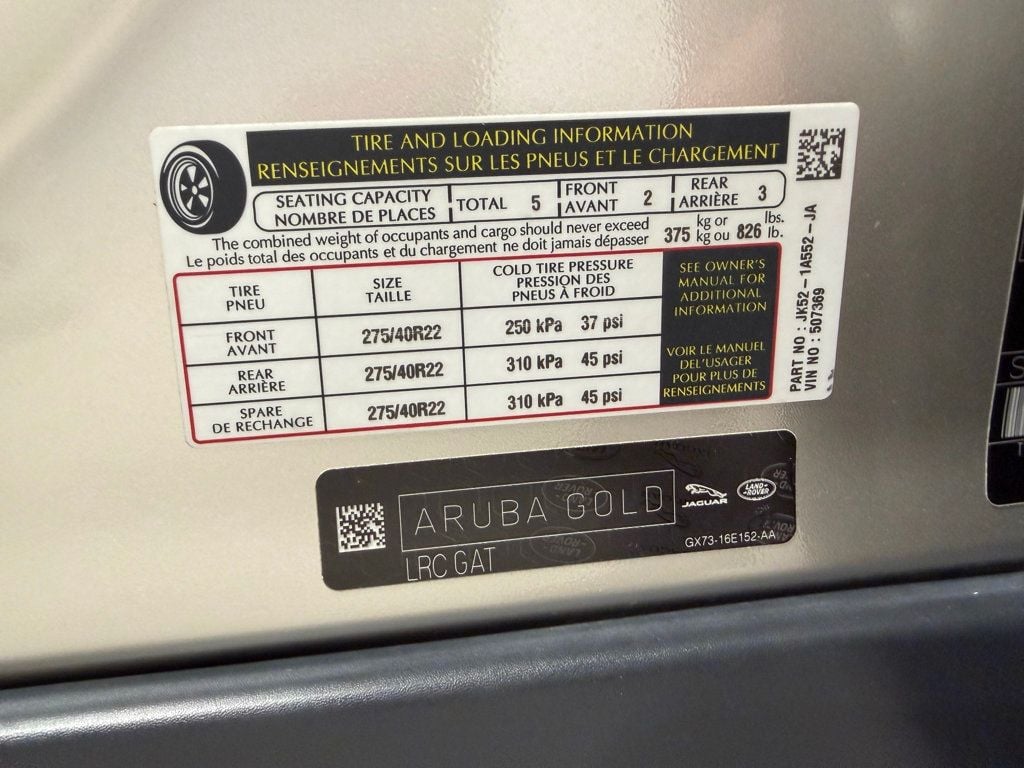 TIRE AND LOADING INFORMATION
RENSEIGNEMENTS SUR LES PNEUS ET LE CHARGEMENT
SEATING CAPACITY
NOMBRE DE PLACES
TOTAL 5
FRONT
AVANT
2
REAR
ARRIÈRE
3
The combined weight of occupants and cargo should never exceed
Le poids total des occupants et du chargement ne doit jamais dépasser
375 kg or
kg ou
826 lbs.
lb.
TIRE
PNEU
SIZE
TAILLE
COLD TIRE PRESSURE
PRESSION DES
PNEUS À FROID
FRONT
AVANT
275/40R22
250 kPa 37 psi
REAR
ARRIÈRE
275/40R22
310 kPa 45 psi
SPARE
DE RECHANGE
275/40R22
310 kPa 45 psi
SEE OWNER'S
MANUAL FOR
ADDITIONAL
INFORMATION
VOIR LE MANUEL
DEL'USAGER
POUR PLUS DE
RENSEIGNEMENTS
PART NO : JK52-1A552-JA
VIN NO : 507369
ARUBA GOLD
LRC GAT
JAGUAR
LAND-
ROVER
GX73-16E152-AA